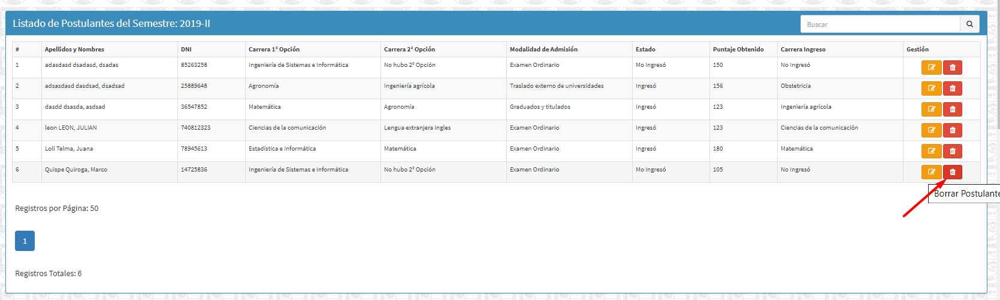 Listado de Postulantes del Semestre: 2019-II
Buscar
# Apellidos y Nombres DNI Carrera 1° Opción Carrera 2° Opción Modalidad de Admisión Estado Puntaje Obtenido Carrera Ingreso Gestión
1 adasdasd dsadasd, dsadas 85263258 Ingeniería de Sistemas e Informática No hubo 2° Opción Examen Ordinario Mo Ingresó 150 No Ingresó
2 adsasdasd dasdsad, dsadsad 25889648 Agronomía Ingeniería agrícola Traslado externo de universidades Ingresó 156 Obstetricia
3 dasdd dsasda, asdsad 36547852 Matemática Agronomía Graduados y titulados Ingresó 123 Ingeniería agrícola
4 leon LEON, JULIAN 740812323 Ciencias de la comunicación Lengua extranjera ingles Examen Ordinario Ingresó 123 Ciencias de la comunicación
5 Loli Telma, Juana 78945613 Estadística e Informática Matemática Examen Ordinario Ingresó 180 Matemática
6 Quispe Quiroga, Marco 14725836 Ingeniería de Sistemas e Informática No hubo 2° Opción Examen Ordinario Mo Ingresó 105 No Ingresó
Borrar Postulante
Registros por Página: 50
1
Registros Totales: 6